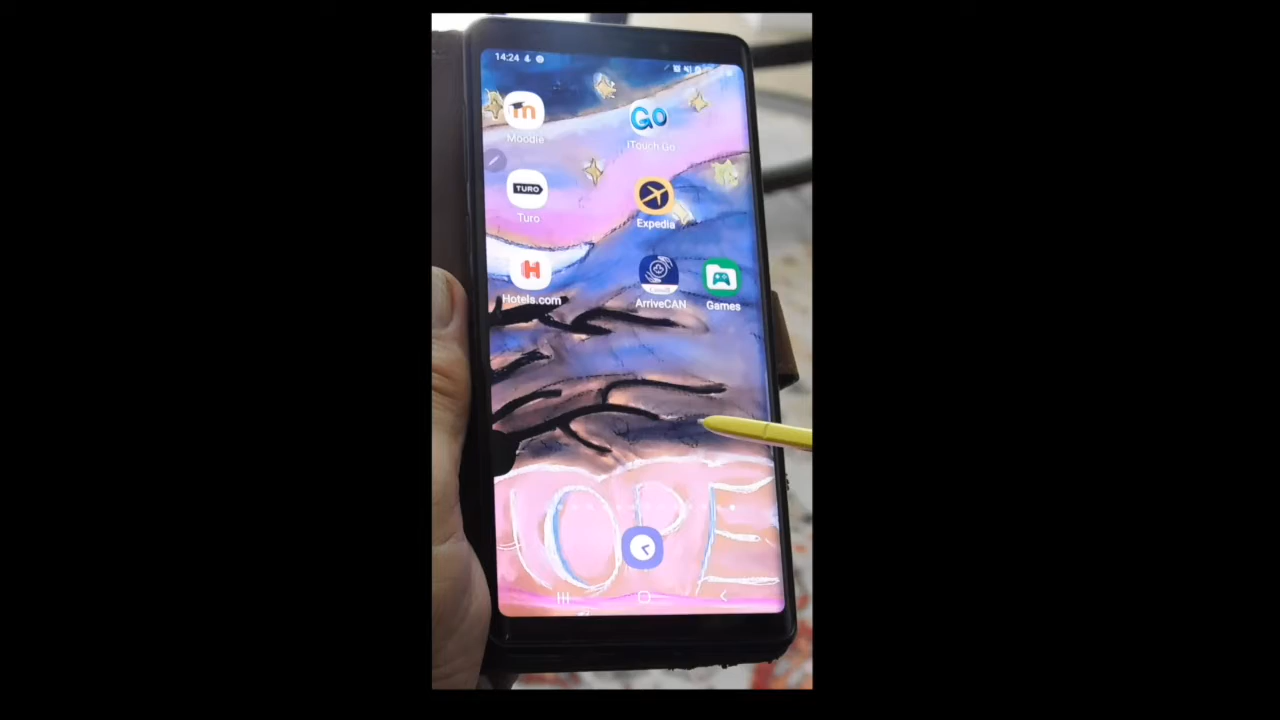 14:24
m
GO
Moodle
iTouch Go
TURO
Turo
Expedia
H
Hotels.com
ArriveCAN
Games
HOPE